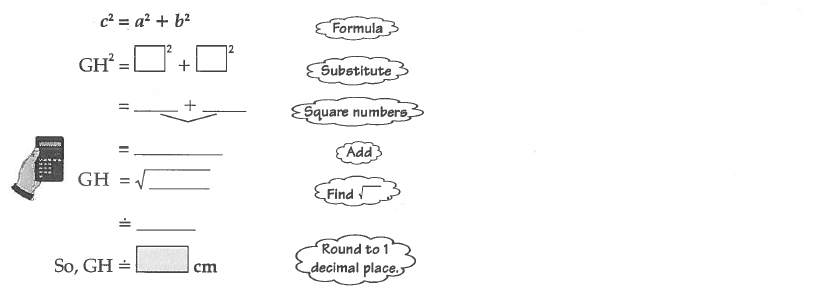 c² = a² + b²
Formula
GH² = □² + □²
Substitute
= ____ + ____
Square numbers
= ________
Add
GH = √______
Find √
≐ ______
So, GH ≐ □ cm
Round to 1
decimal place.